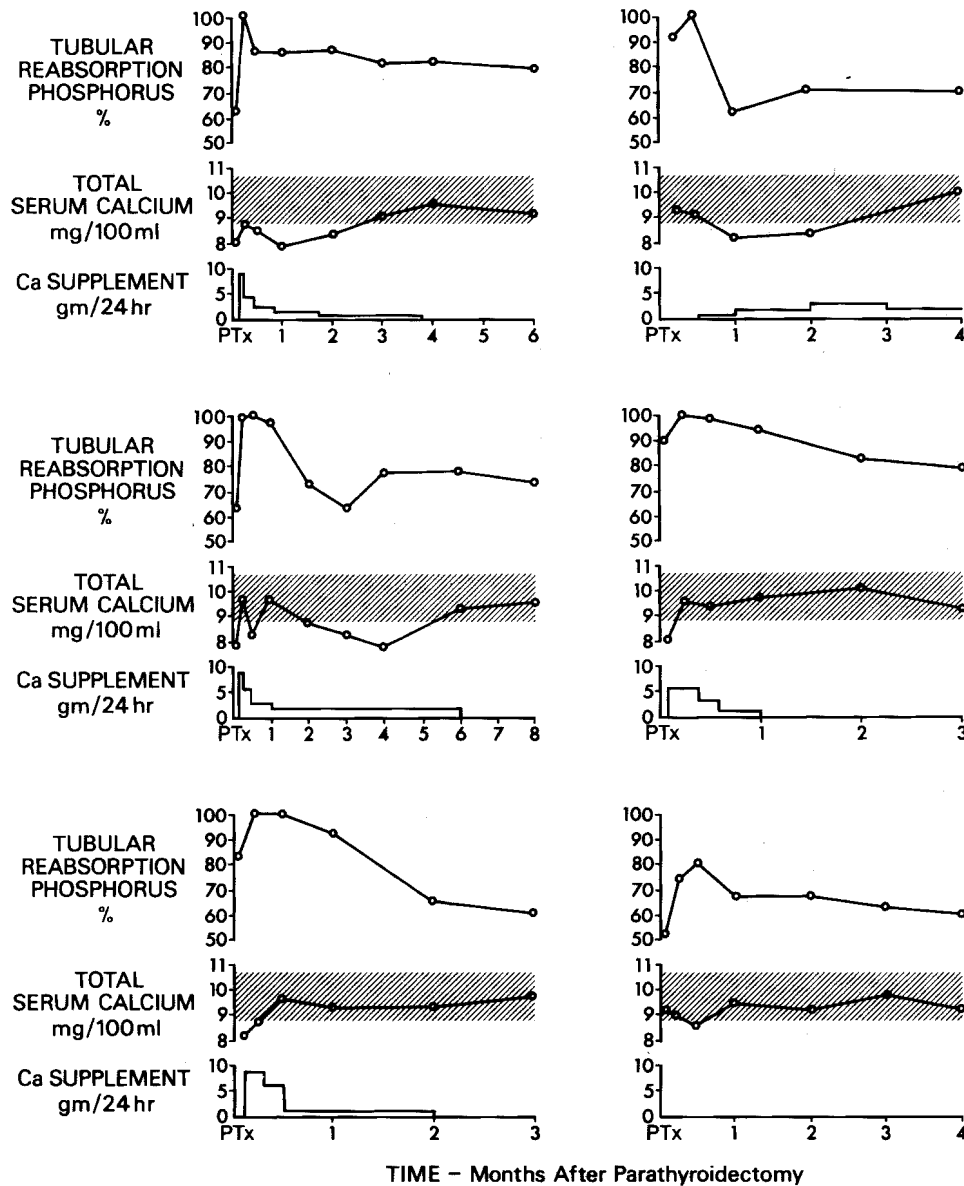 TUBULAR
REABSORPTION
PHOSPHORUS
%
100
90
80
70
60
50
100
90
80
70
60
50
TOTAL
SERUM CALCIUM
mg/100ml
11
10
9
8
11
10
9
8
Ca SUPPLEMENT
gm/24hr
10
5
0
10
5
0
PTx 1 2 3 4 5 6
PTx 1 2 3 4
TUBULAR
REABSORPTION
PHOSPHORUS
%
100
90
80
70
60
50
100
90
80
70
60
50
TOTAL
SERUM CALCIUM
mg/100ml
11
10
9
8
11
10
9
8
Ca SUPPLEMENT
gm/24hr
10
5
0
10
5
0
PTx 1 2 3 4 5 6 7 8
PTx 1 2 3
TUBULAR
REABSORPTION
PHOSPHORUS
%
100
90
80
70
60
50
100
90
80
70
60
50
TOTAL
SERUM CALCIUM
mg/100ml
11
10
9
8
11
10
9
8
Ca SUPPLEMENT
gm/24hr
10
5
0
10
5
0
PTx 1 2 3
PTx 1 2 3 4
TIME – Months After Parathyroidectomy